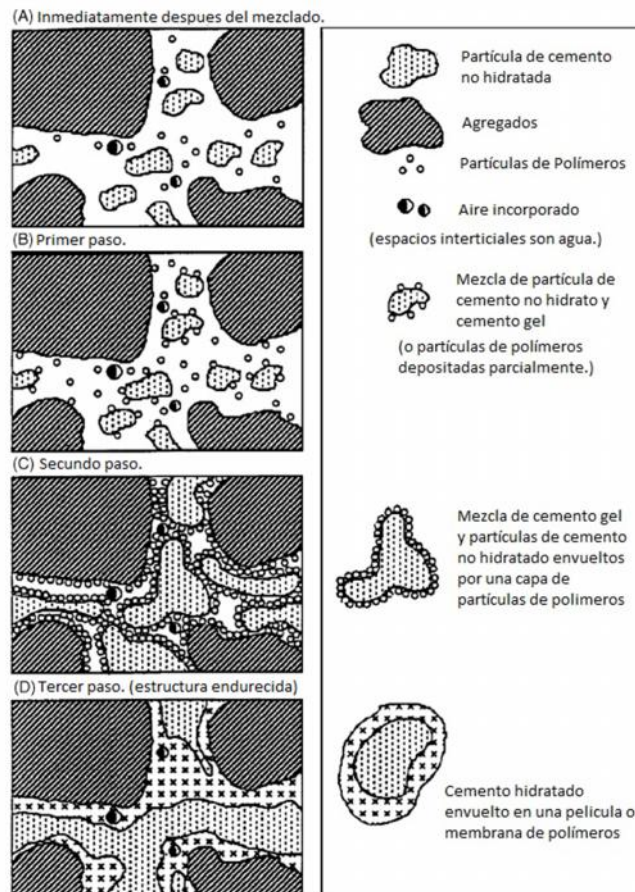 (A) Inmediatamente despues del mezclado.
Partícula de cemento
no hidratada
Agregados
Partículas de Polímeros
Aire incorporado
(espacios interticiales son agua.)
(B) Primer paso.
Mezcla de partícula de
cemento no hidrato y
cemento gel
(o partículas de polímeros
depositadas parcialmente.)
(C) Secundo paso.
Mezcla de cemento gel
y partículas de cemento
no hidratado envueltos
por una capa de
partículas de polimeros
(D) Tercer paso. (estructura endurecida)
Cemento hidratado
envuelto en una pelicula o
membrana de polímeros